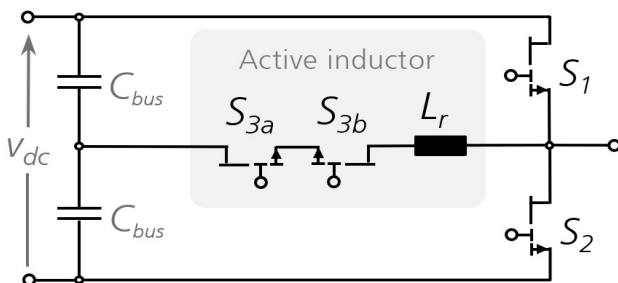 Active inductor
S3a
S3b
Lr
S1
Cbus
vdc
Cbus
S2